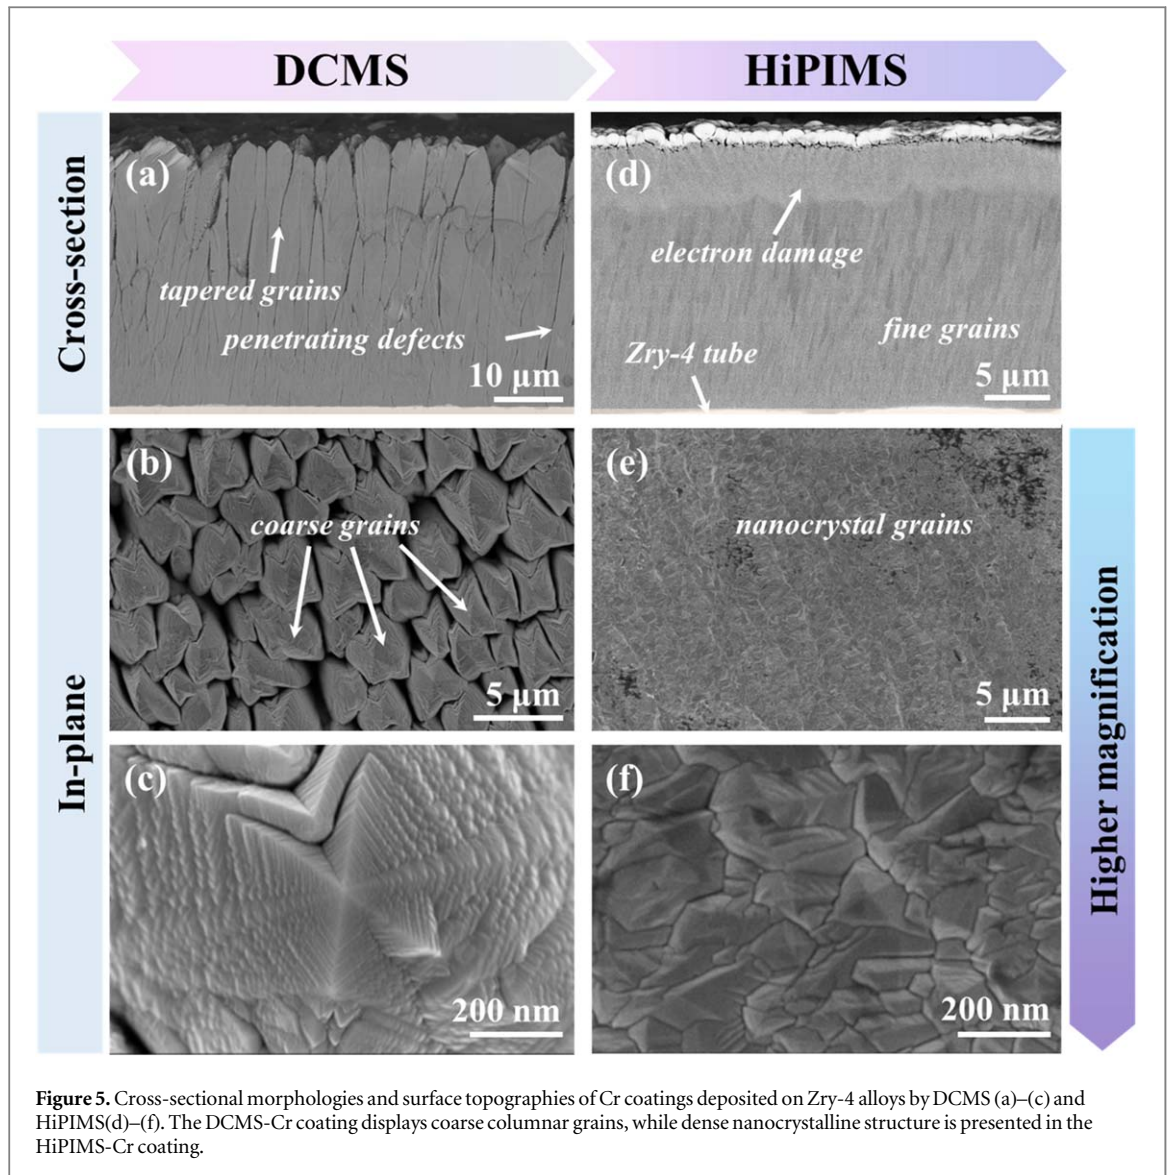 DCMS
HiPIMS
Cross-section
(a)
tapered grains
penetrating defects
10 µm
(d)
electron damage
fine grains
Zry-4 tube
5 µm
In-plane
(b)
coarse grains
5 µm
(e)
nanocrystal grains
5 µm
Higher magnification
(c)
200 nm
(f)
200 nm
Figure 5. Cross-sectional morphologies and surface topographies of Cr coatings deposited on Zry-4 alloys by DCMS (a)–(c) and
HiPIMS(d)–(f). The DCMS-Cr coating displays coarse columnar grains, while dense nanocrystalline structure is presented in the
HiPIMS-Cr coating.